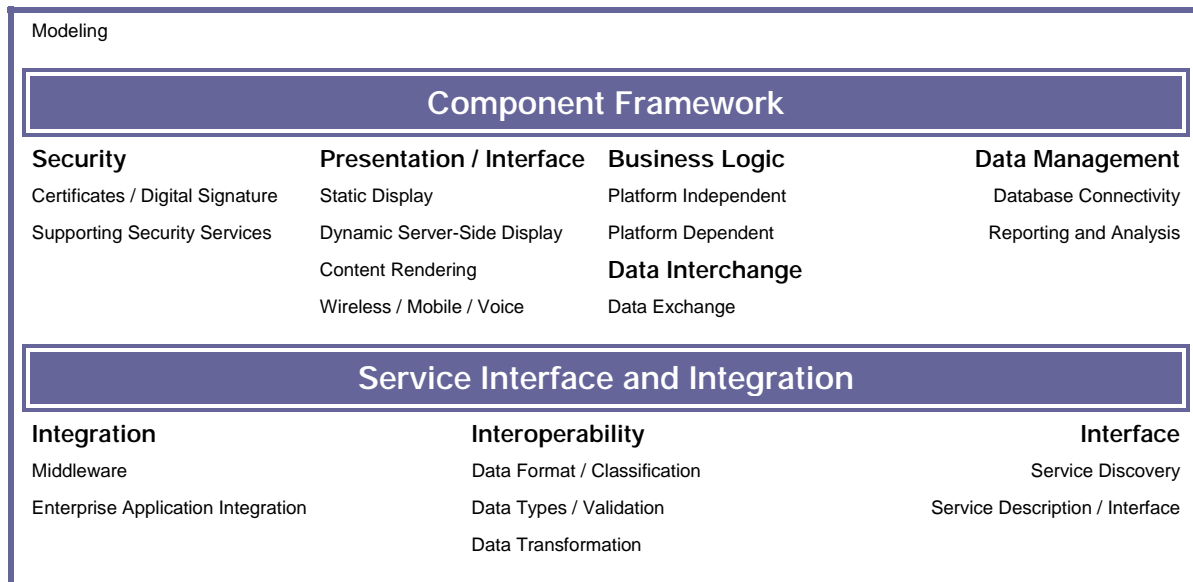 Modeling
Component Framework
Security
Certificates / Digital Signature
Supporting Security Services
Presentation / Interface
Static Display
Dynamic Server-Side Display
Content Rendering
Wireless / Mobile / Voice
Business Logic
Platform Independent
Platform Dependent
Data Interchange
Data Exchange
Data Management
Database Connectivity
Reporting and Analysis
Service Interface and Integration
Integration
Middleware
Enterprise Application Integration
Interoperability
Data Format / Classification
Data Types / Validation
Data Transformation
Interface
Service Discovery
Service Description / Interface